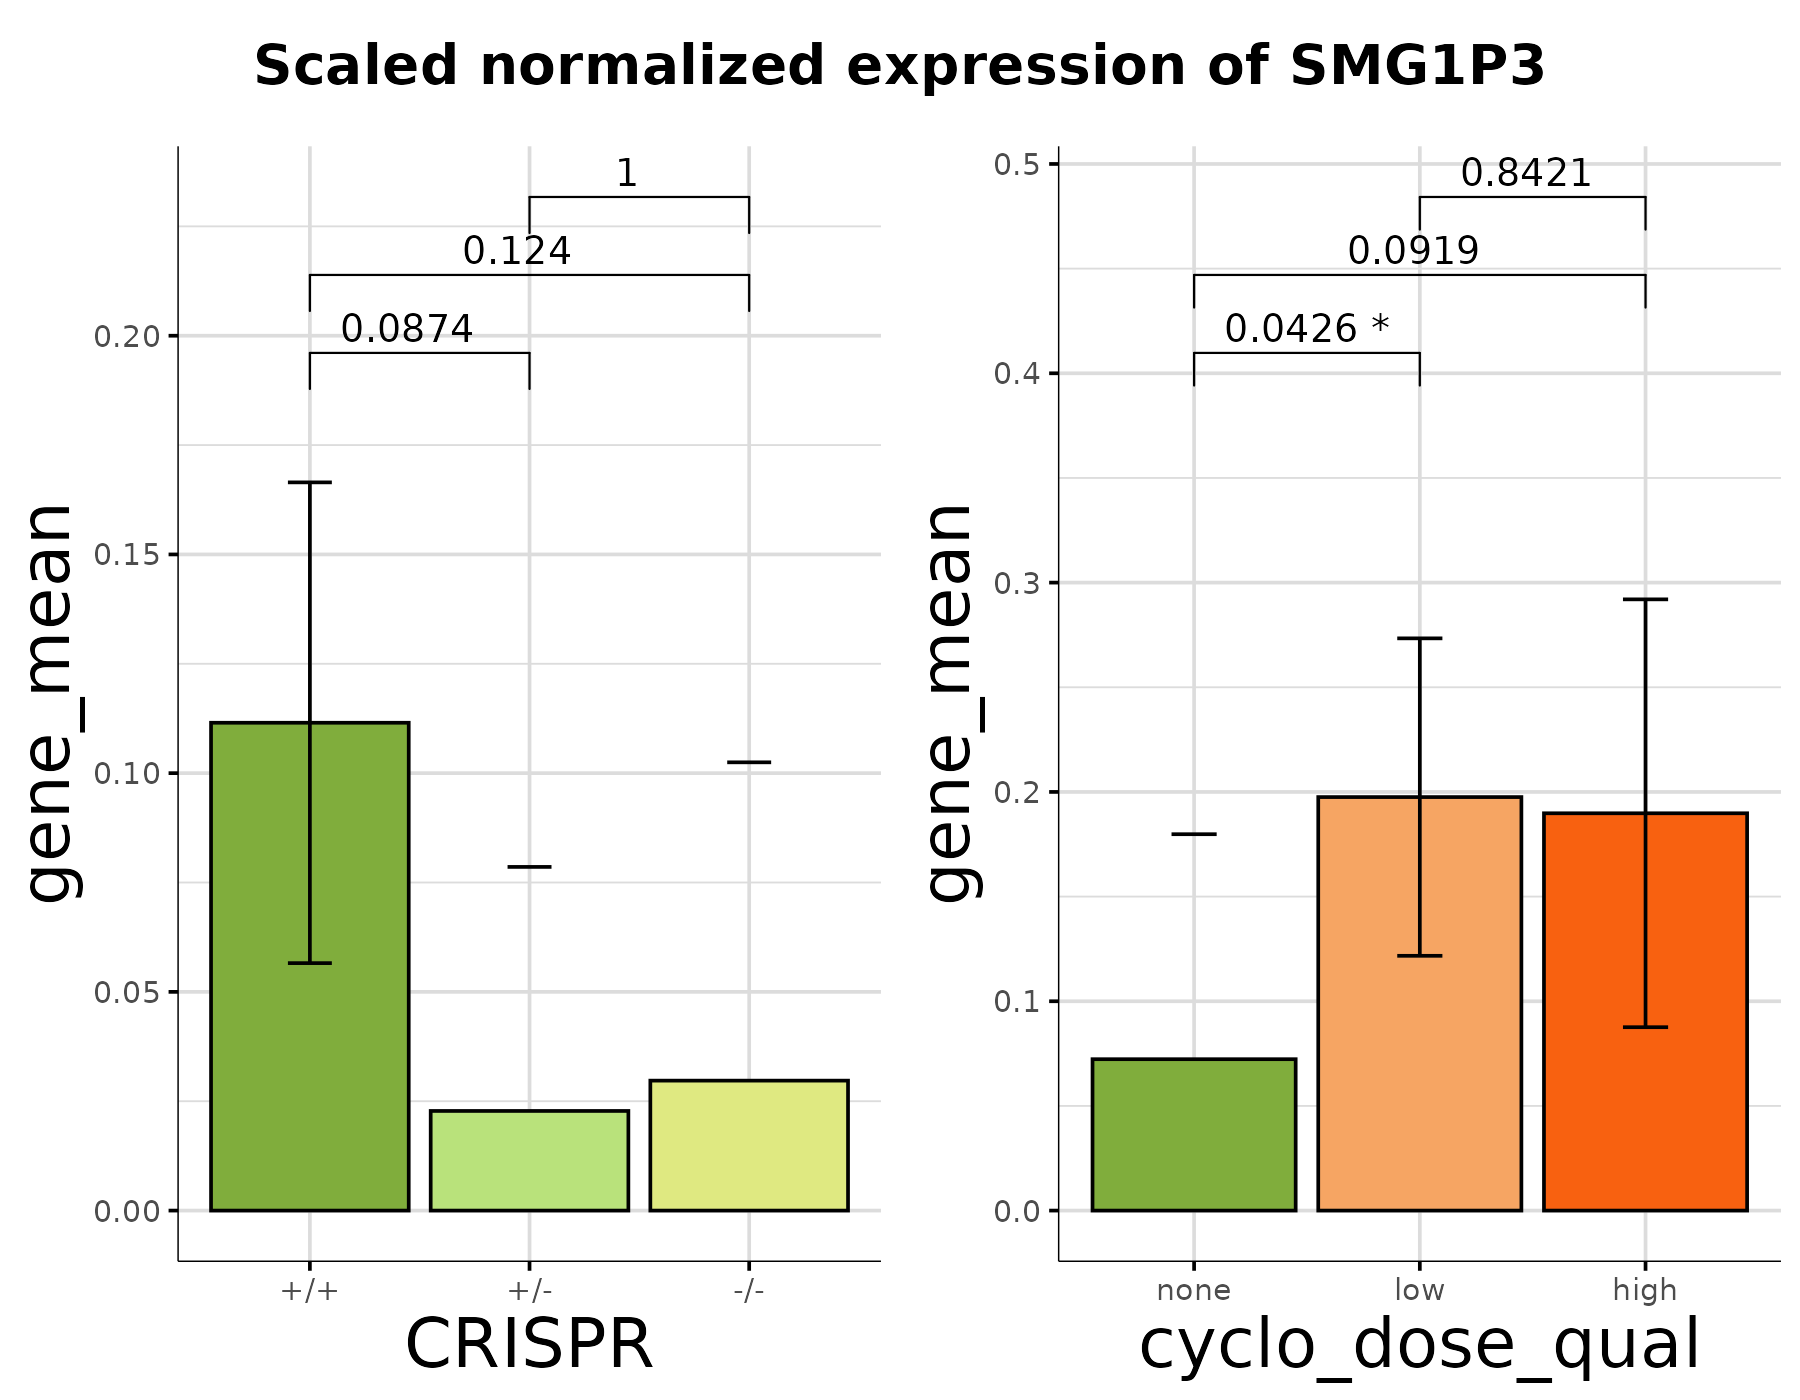 Scaled normalized expression of SMG1P3
1
0.124
0.0874
0.20
0.15
0.10
0.05
0.00
gene_mean
+/+ +/- -/-
CRISPR
0.8421
0.0919
0.0426 *
0.5
0.4
0.3
0.2
0.1
0.0
gene_mean
none low high
cyclo_dose_qual